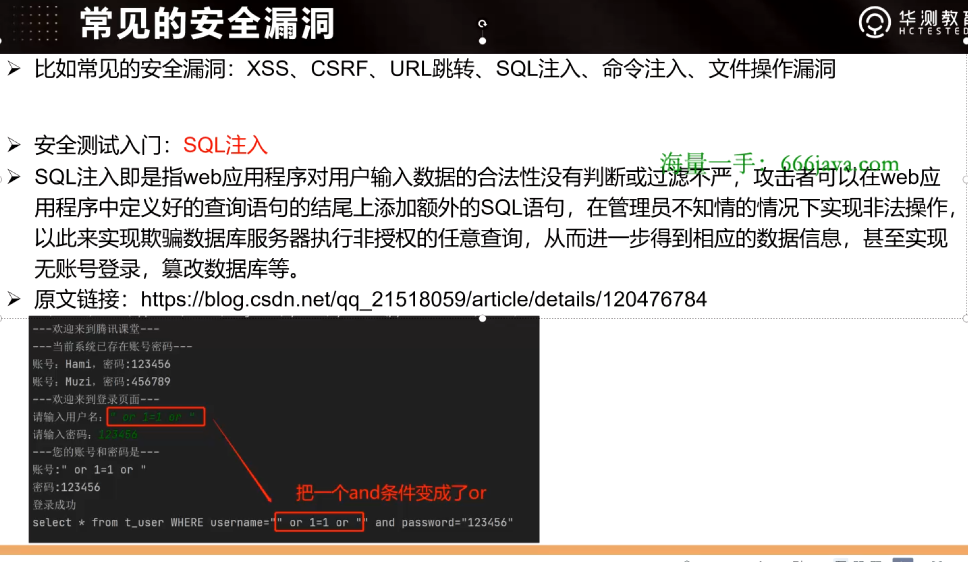 常见的安全漏洞
华测教育
HCTESTED
➢ 比如常见的安全漏洞：XSS、CSRF、URL跳转、SQL注入、命令注入、文件操作漏洞
➢ 安全测试入门：SQL注入
海量一手：666java.com
➢ SQL注入即是指web应用程序对用户输入数据的合法性没有判断或过滤不严，攻击者可以在web应
用程序中定义好的查询语句的结尾上添加额外的SQL语句，在管理员不知情的情况下实现非法操作，
以此来实现欺骗数据库服务器执行非授权的任意查询，从而进一步得到相应的数据信息，甚至实现
无账号登录，篡改数据库等。
➢ 原文链接：https://blog.csdn.net/qq_21518059/article/details/120476784
---欢迎来到腾讯课堂---
---当前系统已存在账号密码---
账号：Hami，密码:123456
账号：Muzi，密码:456789
---欢迎来到登录页面---
请输入用户名：" or 1=1 or "
请输入密码：123456
---您的账号和密码是---
账号:" or 1=1 or "
密码:123456
把一个and条件变成了or
登录成功
select * from t_user WHERE username="" or 1=1 or "" and password="123456"